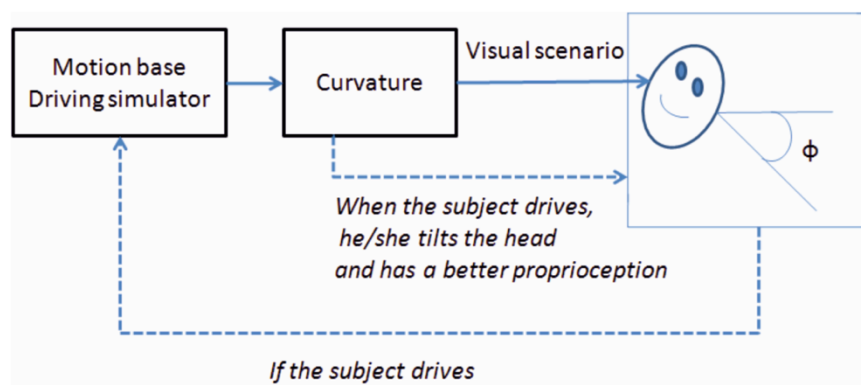 Motion base
Driving simulator
Curvature
Visual scenario
ϕ
When the subject drives,
he/she tilts the head
and has a better proprioception
If the subject drives